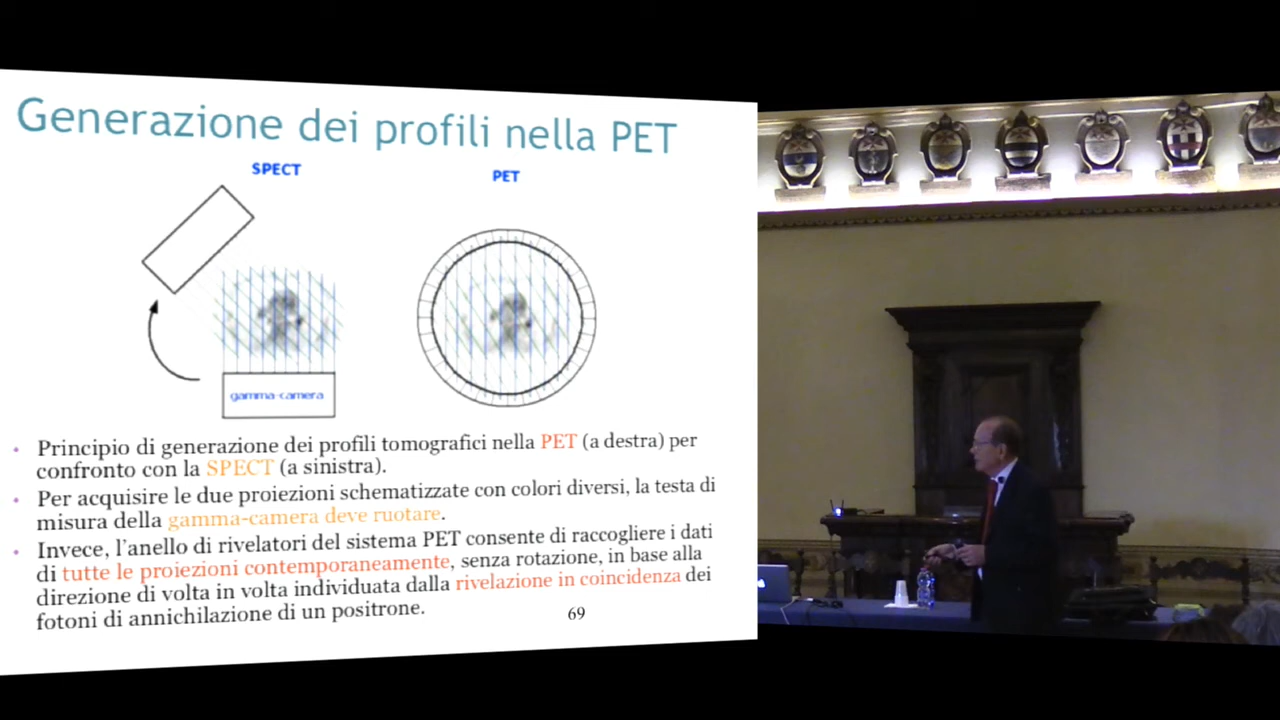 Generazione dei profili nella PET
SPECT
PET
gamma-camera
• Principio di generazione dei profili tomografici nella PET (a destra) per
confronto con la SPECT (a sinistra).
• Per acquisire le due proiezioni schematizzate con colori diversi, la testa di
misura della gamma-camera deve ruotare.
• Invece, l'anello di rivelatori del sistema PET consente di raccogliere i dati
di tutte le proiezioni contemporaneamente, senza rotazione, in base alla
direzione di volta in volta individuata dalla rivelazione in coincidenza dei
fotoni di annichilazione di un positrone.
69